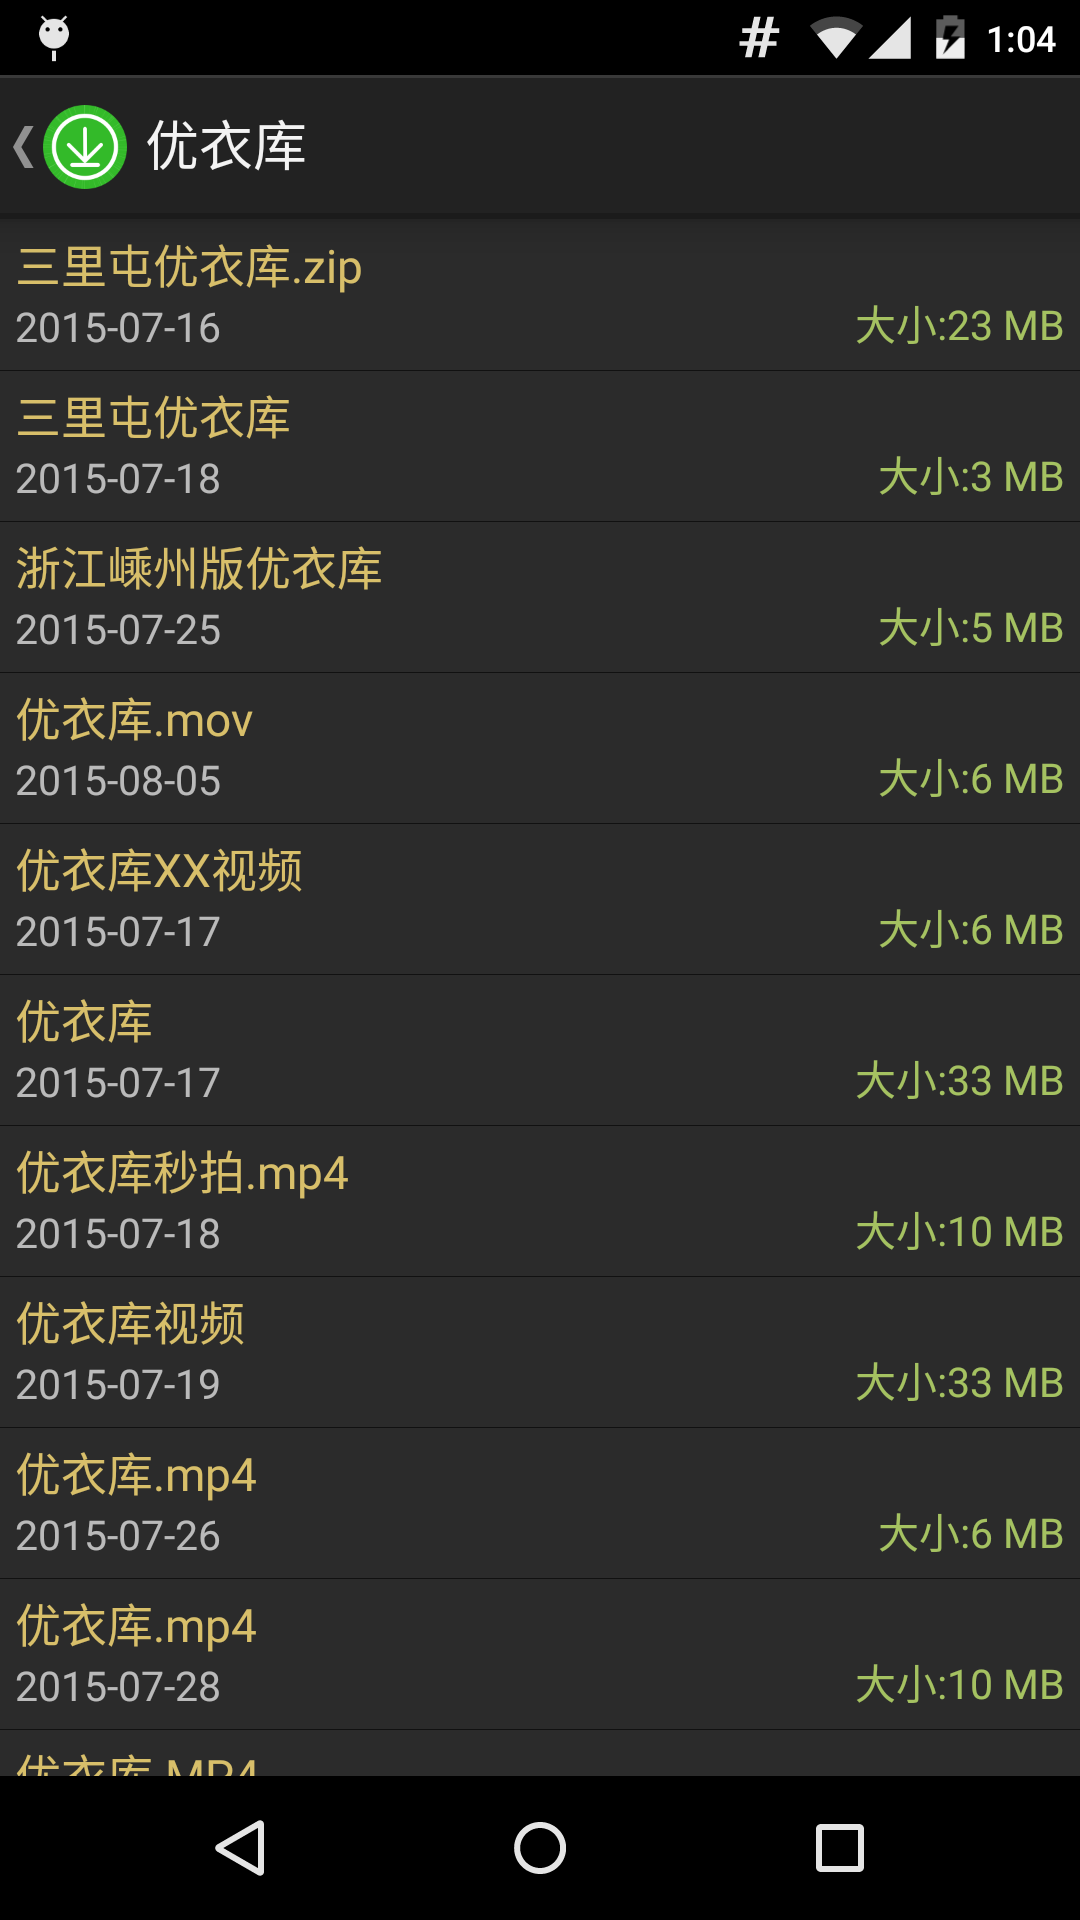 1:04
优衣库
三里屯优衣库.zip
2015-07-16
大小:23 MB
三里屯优衣库
2015-07-18
大小:3 MB
浙江嵊州版优衣库
2015-07-25
大小:5 MB
优衣库.mov
2015-08-05
大小:6 MB
优衣库XX视频
2015-07-17
大小:6 MB
优衣库
2015-07-17
大小:33 MB
优衣库秒拍.mp4
2015-07-18
大小:10 MB
优衣库视频
2015-07-19
大小:33 MB
优衣库.mp4
2015-07-26
大小:6 MB
优衣库.mp4
2015-07-28
大小:10 MB
优衣库.MP4